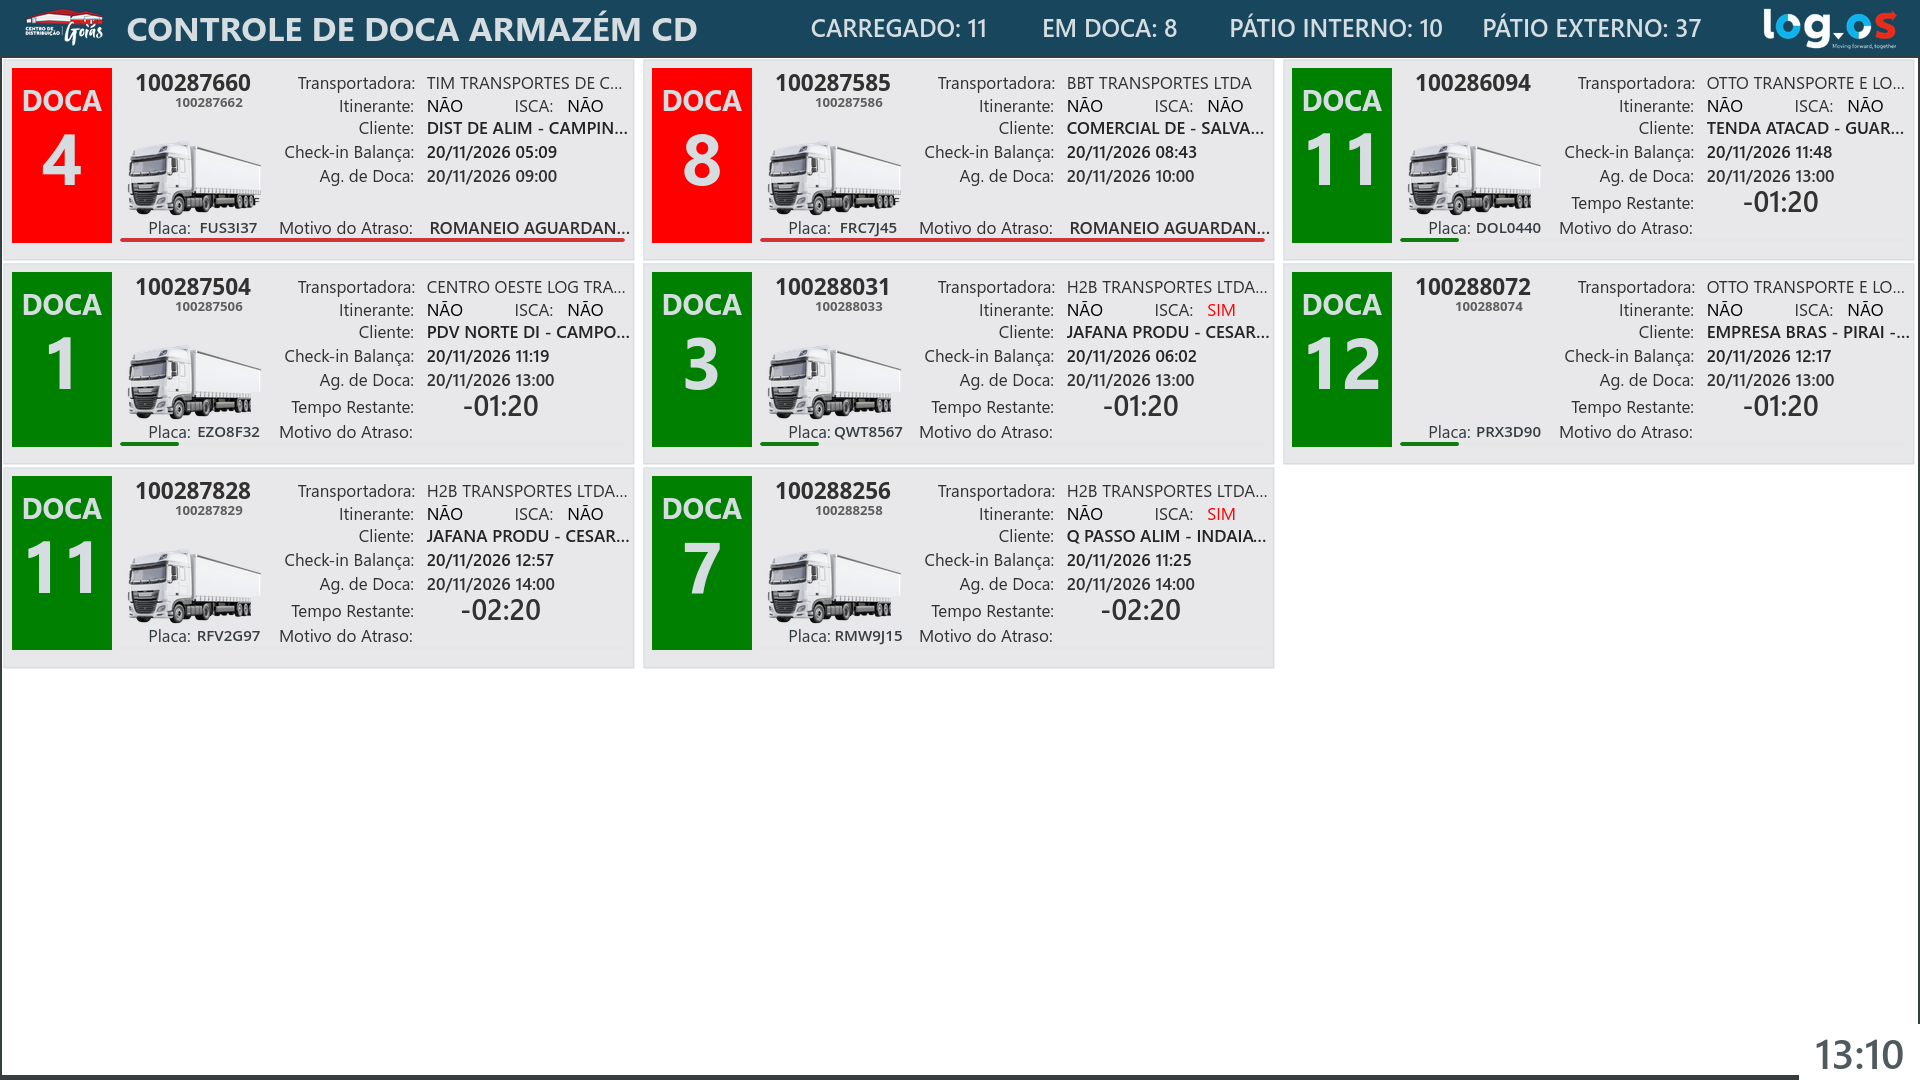 CENTRO DE DISTRIBUIÇÃO Goiás
CONTROLE DE DOCA ARMAZÉM CD
CARREGADO: 11
EM DOCA: 8
PÁTIO INTERNO: 10
PÁTIO EXTERNO: 37
log.os
Moving forward, together
DOCA
4
100287660
100287662
Transportadora: TIM TRANSPORTES DE C...
Itinerante: NÃO ISCA: NÃO
Cliente: DIST DE ALIM - CAMPIN...
Check-in Balança: 20/11/2026 05:09
Ag. de Doca: 20/11/2026 09:00
Placa: FUS3I37
Motivo do Atraso: ROMANEIO AGUARDAN...
DOCA
8
100287585
100287586
Transportadora: BBT TRANSPORTES LTDA
Itinerante: NÃO ISCA: NÃO
Cliente: COMERCIAL DE - SALVA...
Check-in Balança: 20/11/2026 08:43
Ag. de Doca: 20/11/2026 10:00
Placa: FRC7J45
Motivo do Atraso: ROMANEIO AGUARDAN...
DOCA
11
100286094
Transportadora: OTTO TRANSPORTE E LO...
Itinerante: NÃO ISCA: NÃO
Cliente: TENDA ATACAD - GUAR...
Check-in Balança: 20/11/2026 11:48
Ag. de Doca: 20/11/2026 13:00
Tempo Restante: -01:20
Placa: DOL0440
Motivo do Atraso:
DOCA
1
100287504
100287506
Transportadora: CENTRO OESTE LOG TRA...
Itinerante: NÃO ISCA: NÃO
Cliente: PDV NORTE DI - CAMPO...
Check-in Balança: 20/11/2026 11:19
Ag. de Doca: 20/11/2026 13:00
Tempo Restante: -01:20
Placa: EZO8F32
Motivo do Atraso:
DOCA
3
100288031
100288033
Transportadora: H2B TRANSPORTES LTDA...
Itinerante: NÃO ISCA: SIM
Cliente: JAFANA PRODU - CESAR...
Check-in Balança: 20/11/2026 06:02
Ag. de Doca: 20/11/2026 13:00
Tempo Restante: -01:20
Placa: QWT8567
Motivo do Atraso:
DOCA
12
100288072
100288074
Transportadora: OTTO TRANSPORTE E LO...
Itinerante: NÃO ISCA: NÃO
Cliente: EMPRESA BRAS - PIRAI -...
Check-in Balança: 20/11/2026 12:17
Ag. de Doca: 20/11/2026 13:00
Tempo Restante: -01:20
Placa: PRX3D90
Motivo do Atraso:
DOCA
11
100287828
100287829
Transportadora: H2B TRANSPORTES LTDA...
Itinerante: NÃO ISCA: NÃO
Cliente: JAFANA PRODU - CESAR...
Check-in Balança: 20/11/2026 12:57
Ag. de Doca: 20/11/2026 14:00
Tempo Restante: -02:20
Placa: RFV2G97
Motivo do Atraso:
DOCA
7
100288256
100288258
Transportadora: H2B TRANSPORTES LTDA...
Itinerante: NÃO ISCA: SIM
Cliente: Q PASSO ALIM - INDAIA...
Check-in Balança: 20/11/2026 11:25
Ag. de Doca: 20/11/2026 14:00
Tempo Restante: -02:20
Placa: RMW9J15
Motivo do Atraso:
13:10